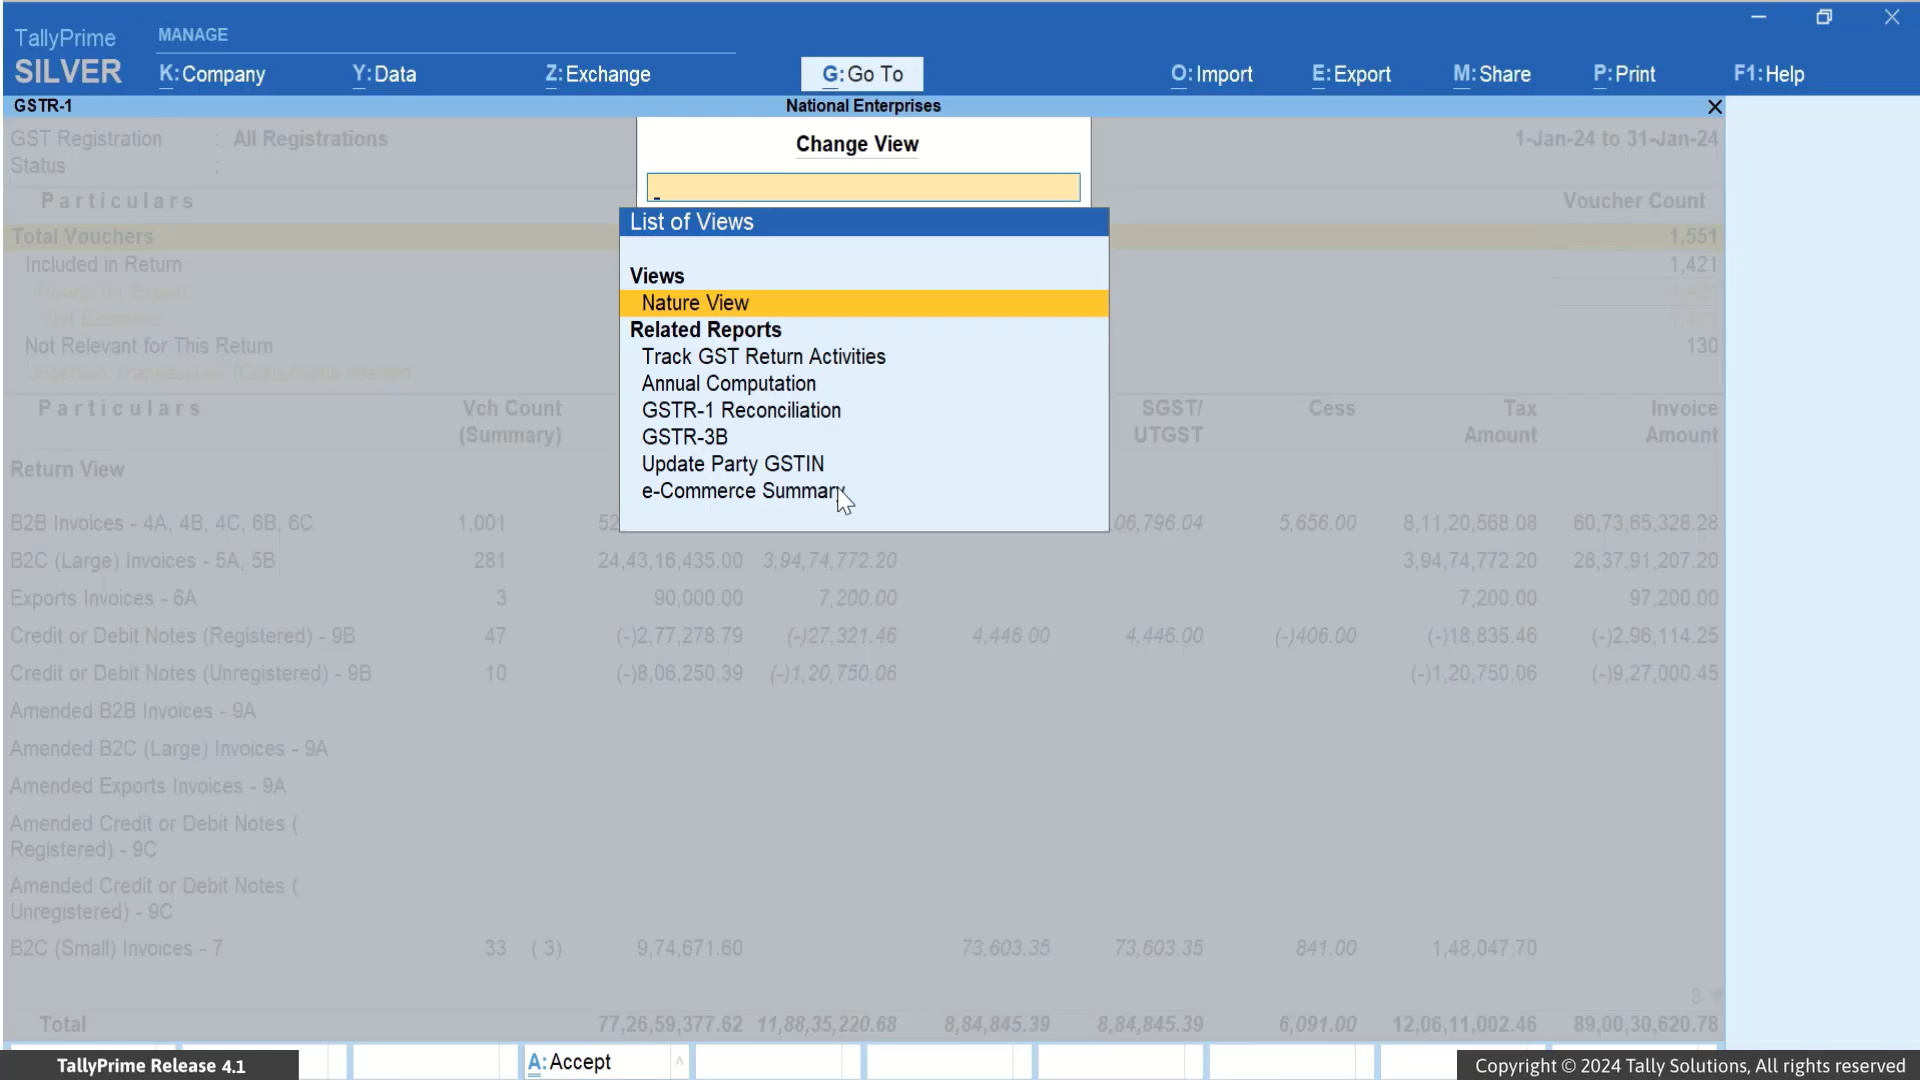 TallyPrime
SILVER
MANAGE
K:Company Y:Data Z:Exchange G:Go To O:Import E:Export M:Share P:Print F1:Help
GSTR-1 National Enterprises
GST Registration : All Registrations 1-Jan-24 to 31-Jan-24
Status :
Change View
Particulars Voucher Count
List of Views
Total Vouchers 1,551
Included in Return 1,421
Views
Nature View
Related Reports
Not Relevant for This Return 130
Track GST Return Activities
Annual Computation
GSTR-1 Reconciliation
GSTR-3B
Update Party GSTIN
e-Commerce Summary
Particulars Vch Count SGST/ Cess Tax Invoice
(Summary) UTGST Amount Amount
Return View
B2B Invoices - 4A, 4B, 4C, 6B, 6C 1,001 52 06,796.04 5,656.00 8,11,20,568.08 60,73,65,328.28
B2C (Large) Invoices - 5A, 5B 281 24,43,16,435.00 3,94,74,772.20 3,94,74,772.20 28,37,91,207.20
Exports Invoices - 6A 3 90,000.00 7,200.00 7,200.00 97,200.00
Credit or Debit Notes (Registered) - 9B 47 (-)2,77,278.79 (-)27,321.46 4,446.00 4,446.00 (-)406.00 (-)18,835.46 (-)2,96,114.25
Credit or Debit Notes (Unregistered) - 9B 10 (-)8,06,250.39 (-)1,20,750.06 (-)1,20,750.06 (-)9,27,000.45
Amended B2B Invoices - 9A
Amended B2C (Large) Invoices - 9A
Amended Exports Invoices - 9A
Amended Credit or Debit Notes (
Registered) - 9C
Amended Credit or Debit Notes (
Unregistered) - 9C
B2C (Small) Invoices - 7 33 ( 3) 9,74,671.60 73,603.35 73,603.35 841.00 1,48,047.70
Total 77,26,59,377.62 11,88,35,220.68 8,84,845.39 8,84,845.39 6,091.00 12,06,11,002.46 89,00,30,620.78
TallyPrime Release 4.1 A:Accept Copyright © 2024 Tally Solutions, All rights reserved